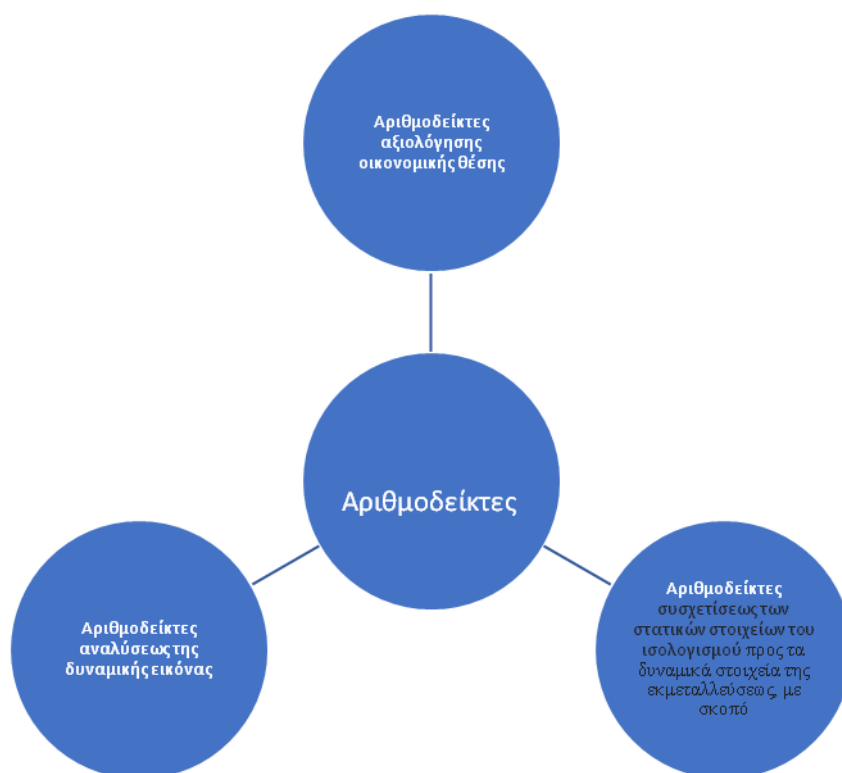 Αριθμοδείκτες
αξιολόγησης
οικονομικής θέσης
Αριθμοδείκτες
Αριθμοδείκτες
αναλύσεως της
δυναμικής εικόνας
Αριθμοδείκτες
συσχετίσεως των
στατικών στοιχείων του
ισολογισμού προς τα
δυναμικά στοιχεία της
εκμεταλλεύσεως, με
σκοπό